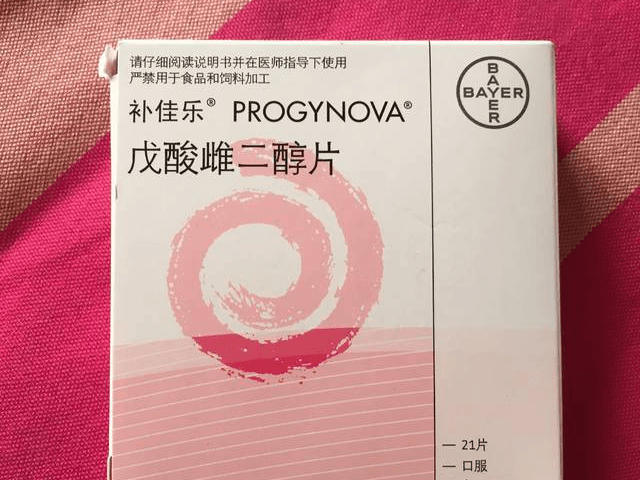 请仔细阅读说明书并在医师指导下使用
严禁用于食品和饲料加工
补佳乐® PROGYNOVA®
戊酸雌二醇片
BAYER
BAYER
— 21片
— 口服